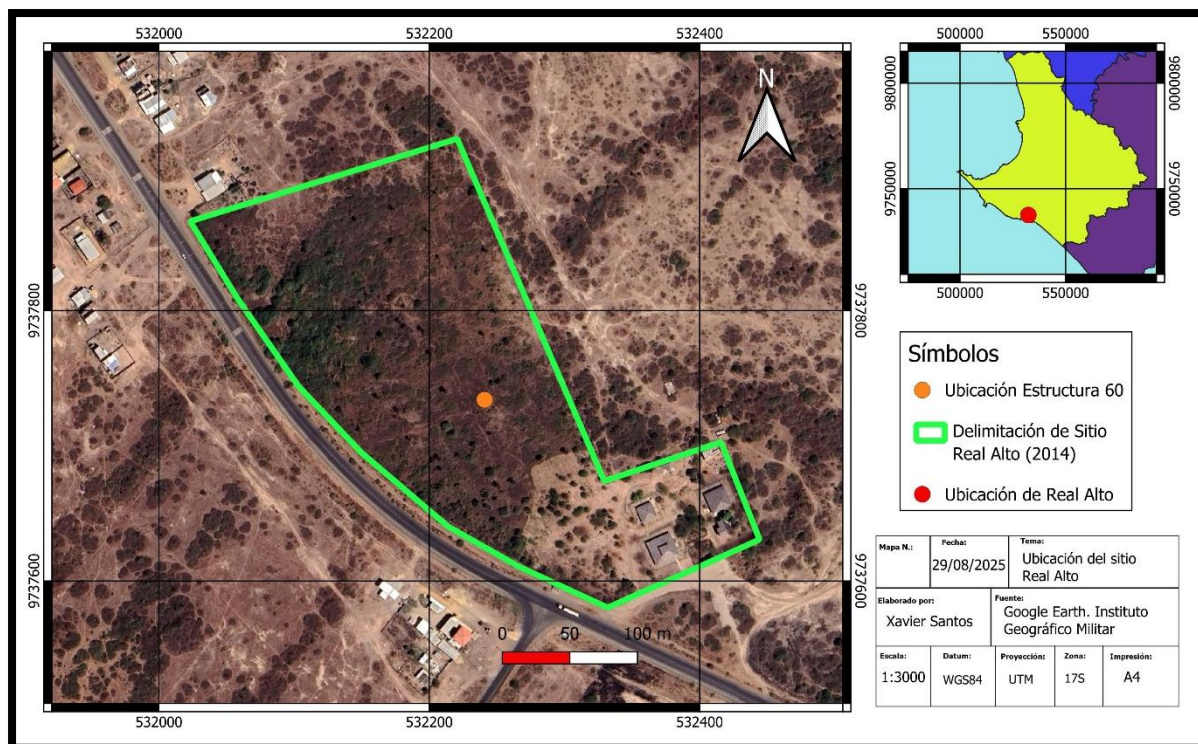 532000
532200
532400
N
9737800
9737800
9737600
9737600
0
50
100 m
532000
532200
532400
500000
550000
9800000
9800000
9750000
9750000
500000
550000
Símbolos
Ubicación Estructura 60
Delimitación de Sitio
Real Alto (2014)
Ubicación de Real Alto
Mapa N.:
Fecha:
29/08/2025
Tema:
Ubicación del sitio
Real Alto
Elaborado por:
Xavier Santos
Fuente:
Google Earth. Instituto
Geográfico Militar
Escala:
1:3000
Datum:
WGS84
Proyección:
UTM
Zona:
17S
Impresión:
A4